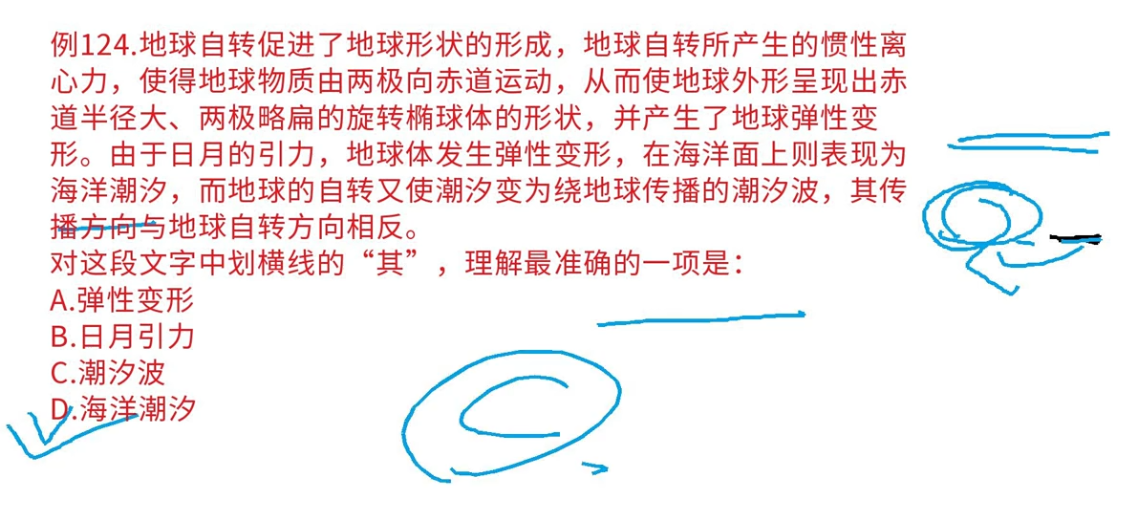 例124.地球自转促进了地球形状的形成，地球自转所产生的惯性离
心力，使得地球物质由两极向赤道运动，从而使地球外形呈现出赤
道半径大、两极略扁的旋转椭球体的形状，并产生了地球弹性变
形。由于日月的引力，地球体发生弹性变形，在海洋面上则表现为
海洋潮汐，而地球的自转又使潮汐变为绕地球传播的潮汐波，其传
播方向与地球自转方向相反。
对这段文字中划横线的“其”，理解最准确的一项是：
A.弹性变形
B.日月引力
C.潮汐波
D.海洋潮汐